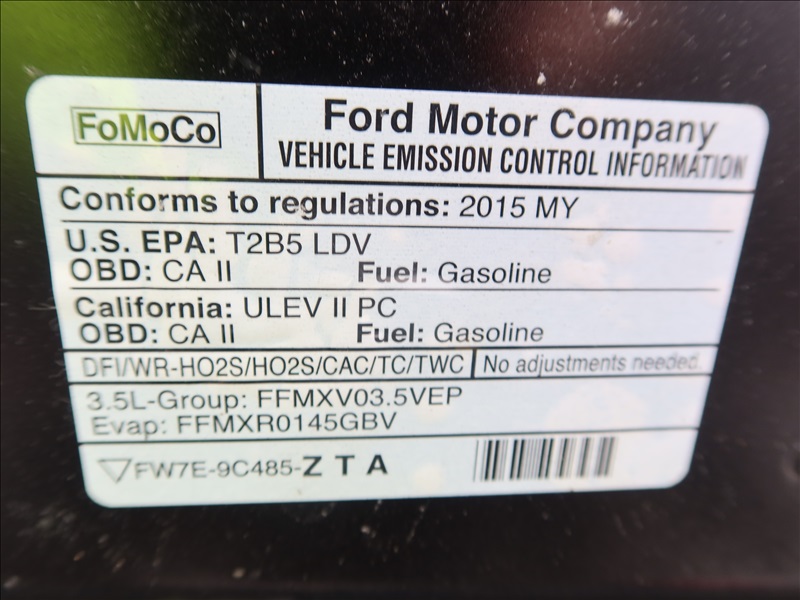 FoMoCo
Ford Motor Company
VEHICLE EMISSION CONTROL INFORMATION
Conforms to regulations: 2015 MY
U.S. EPA: T2B5 LDV
OBD: CA II Fuel: Gasoline
California: ULEV II PC
OBD: CA II Fuel: Gasoline
DFI/WR-HO2S/HO2S/CAC/TC/TWC No adjustments needed.
3.5L-Group: FFMXV03.5VEP
Evap: FFMXR0145GBV
FW7E-9C485-Z T A